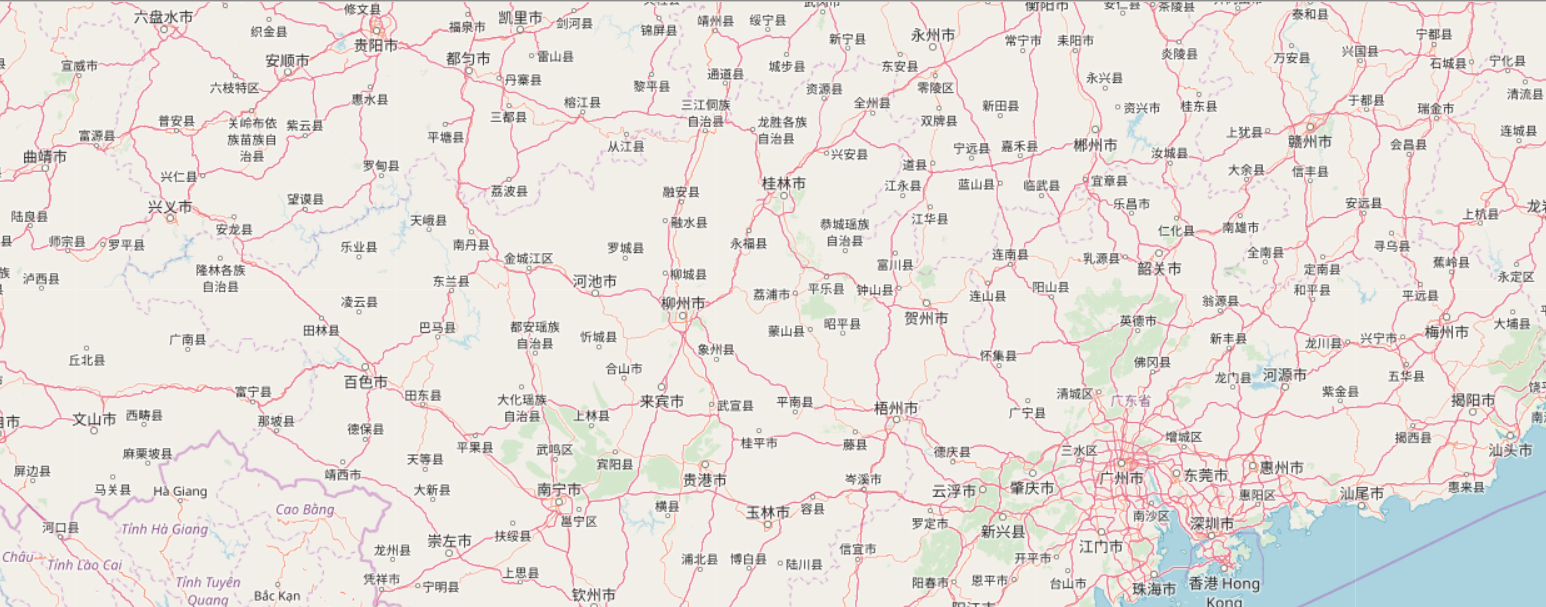 六盘水市
织金县
修文县
贵阳市
安顺市
福泉市
凯里市
剑河县
锦屏县
靖州县
绥宁县
新宁县
永州市
衡阳市
安仁县
茶陵县
泰和县
宁都县
宣威市
六枝特区
惠水县
都匀市
雷山县
丹寨县
黎平县
通道县
城步县
资源县
东安县
零陵区
常宁市
耒阳市
炎陵县
万安县
兴国县
石城县
宁化县
富源县
普安县
关岭布依
族苗族自
治县
紫云县
平塘县
三都县
榕江县
从江县
三江侗族
自治县
龙胜各族
自治县
全州县
双牌县
新田县
永兴县
资兴市
桂东县
于都县
瑞金市
清流县
曲靖市
兴仁县
罗甸县
荔波县
融安县
桂林市
兴安县
道县
宁远县
嘉禾县
郴州市
汝城县
上犹县
赣州市
会昌县
连城县
陆良县
兴义市
望谟县
天峨县
融水县
江永县
蓝山县
临武县
宜章县
大余县
信丰县
师宗县
罗平县
安龙县
乐业县
南丹县
罗城县
永福县
恭城瑶族
自治县
江华县
乐昌市
仁化县
南雄市
安远县
上杭县
泸西县
隆林各族
自治县
金城江区
东兰县
河池市
柳城县
富川县
连南县
乳源县
韶关市
全南县
定南县
寻乌县
蕉岭县
永定区
凌云县
柳州市
荔浦市
平乐县
钟山县
贺州市
连山县
阳山县
翁源县
和平县
平远县
广南县
田林县
巴马县
都安瑶族
自治县
忻城县
象州县
蒙山县
昭平县
怀集县
英德市
新丰县
龙川县
兴宁市
梅州市
大埔县
丘北县
百色市
合山市
佛冈县
龙门县
河源市
五华县
文山市
西畴县
富宁县
那坡县
田东县
大化瑶族
自治县
上林县
来宾市
武宣县
平南县
梧州市
广宁县
清城区
广东省
紫金县
揭阳市
麻栗坡县
德保县
平果县
武鸣区
宾阳县
桂平市
藤县
德庆县
三水区
增城区
揭西县
汕头市
屏边县
马关县
Hà Giang
靖西市
天等县
大新县
南宁市
贵港市
岑溪市
云浮市
肇庆市
广州市
东莞市
惠州市
惠阳区
汕尾市
惠来县
河口县
Tỉnh Hà Giang
Cao Bằng
邕宁区
横县
玉林市
容县
罗定市
新兴县
南沙区
深圳市
Châu
Tỉnh Lào Cai
龙州县
崇左市
扶绥县
浦北县
博白县
陆川县
信宜市
开平市
江门市
Tỉnh Tuyên
Quang
Bắc Kạn
凭祥市
宁明县
上思县
钦州市
阳春市
恩平市
台山市
珠海市
香港 Hong
Kong
阳江市